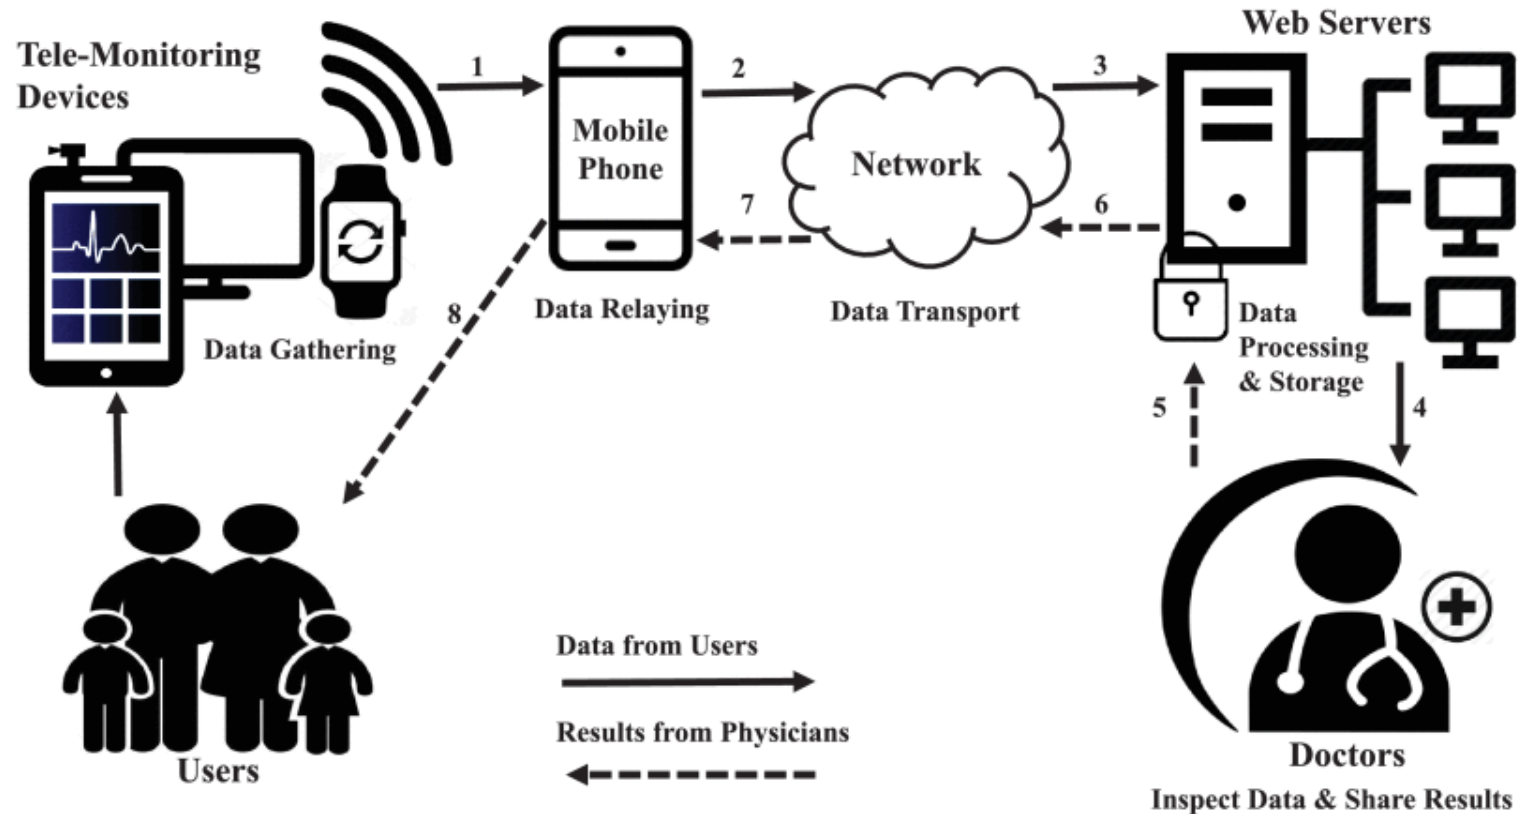 Tele-Monitoring
Devices
1
Mobile
Phone
2
Network
3
Web Servers
7
6
8
Data Gathering
Data Relaying
Data Transport
Data
Processing
& Storage
5
4
Users
Data from Users
Results from Physicians
Doctors
Inspect Data & Share Results